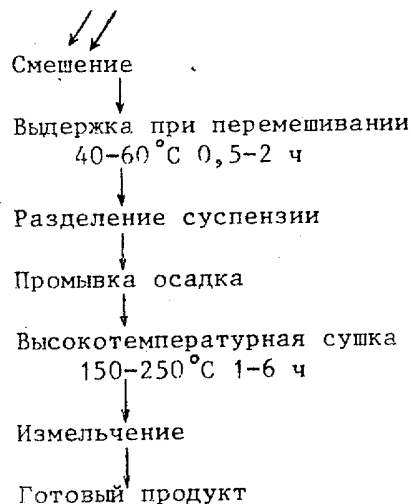 Смешение
Выдержка при перемешивании
40-60°C 0,5-2 ч
Разделение суспензии
Промывка осадка
Высокотемпературная сушка
150-250°C 1-6 ч
Измельчение
Готовый продукт